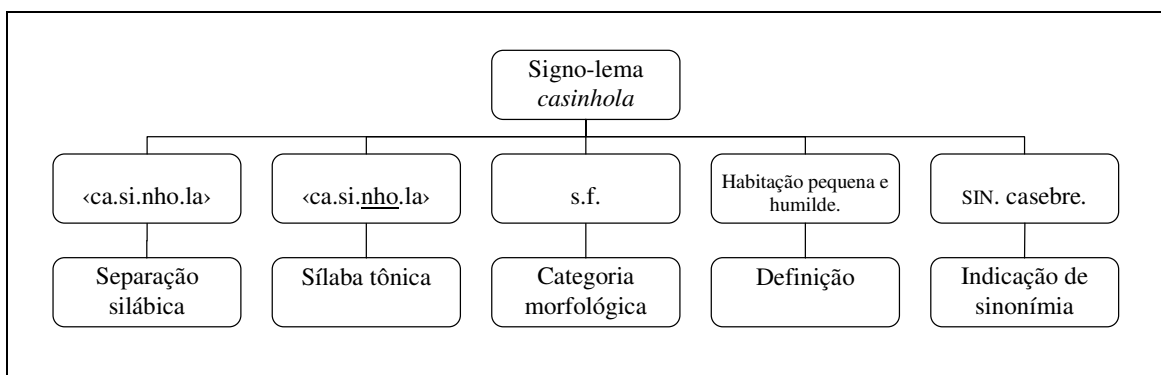 Signo-lema
casinhola
‹ca.si.nho.la›
‹ca.si.nho.la›
s.f.
Habitação pequena e
humilde.
SIN. casebre.
Separação
silábica
Sílaba tônica
Categoria
morfológica
Definição
Indicação de
sinonímia